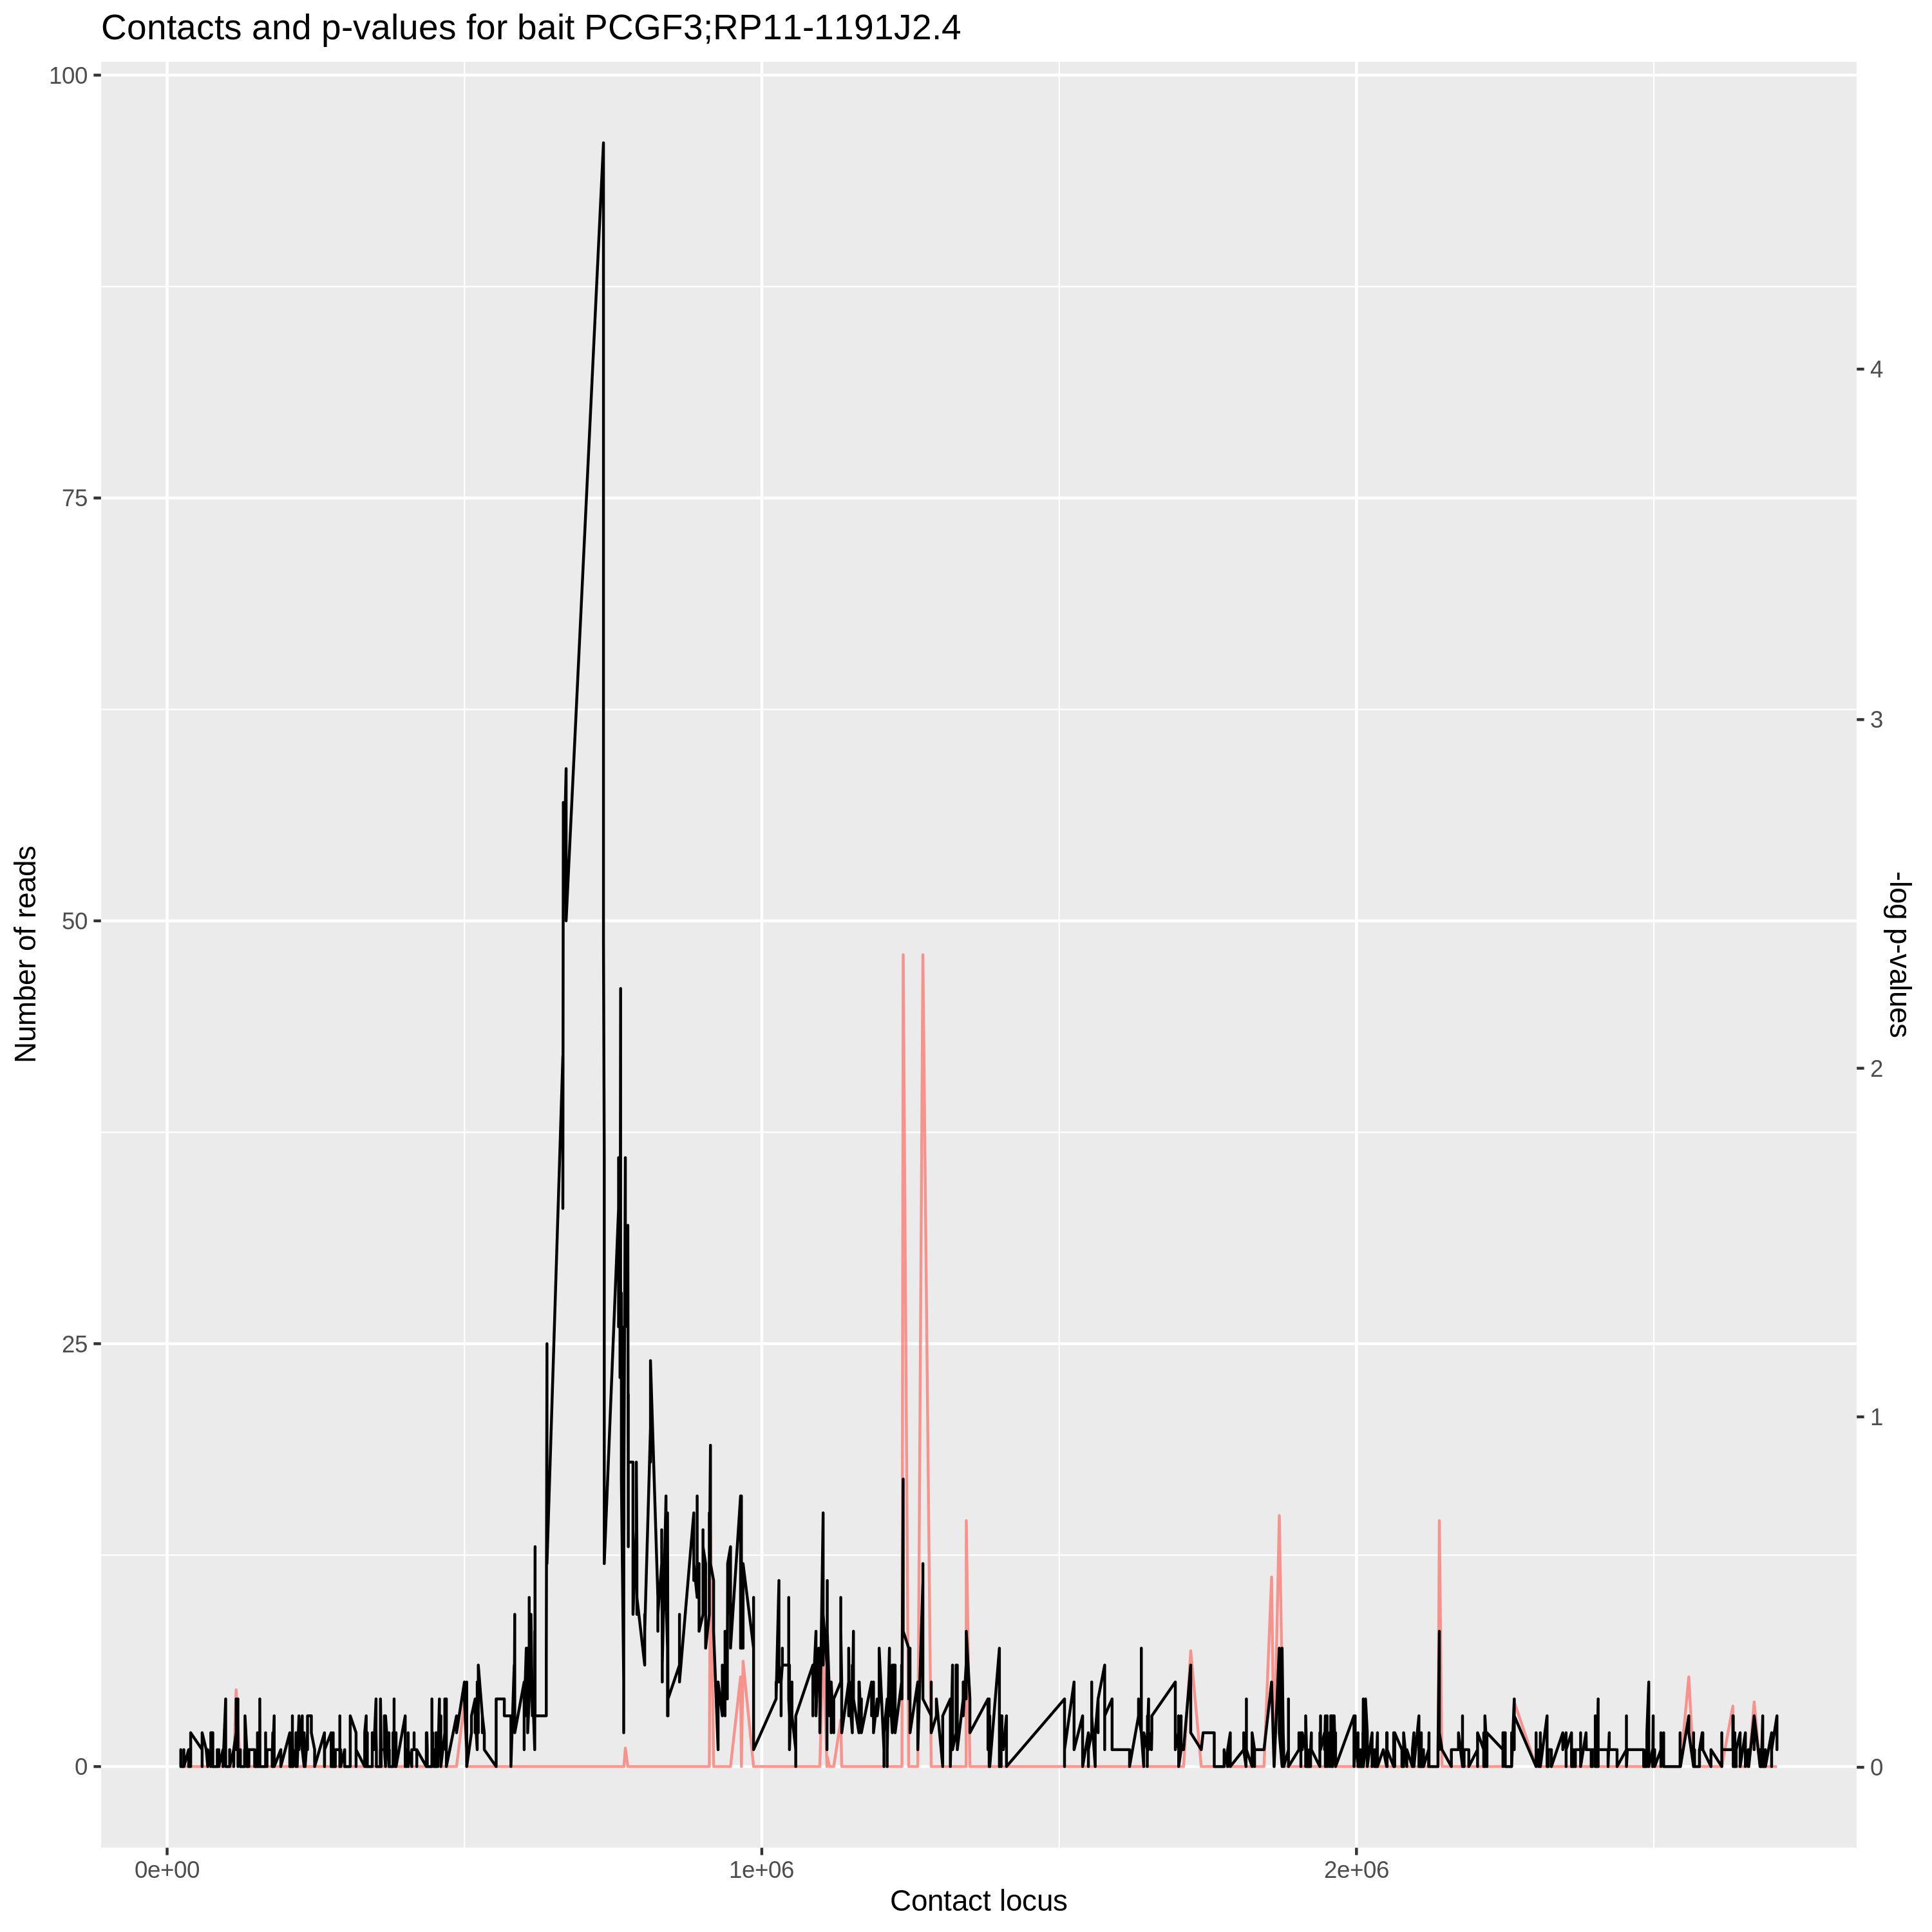 Contacts and p-values for bait PCGF3;RP11-1191J2.4
Number of reads
100
75
50
25
0
4
3
2
1
0
-log p-values
0e+00 1e+06 2e+06
Contact locus